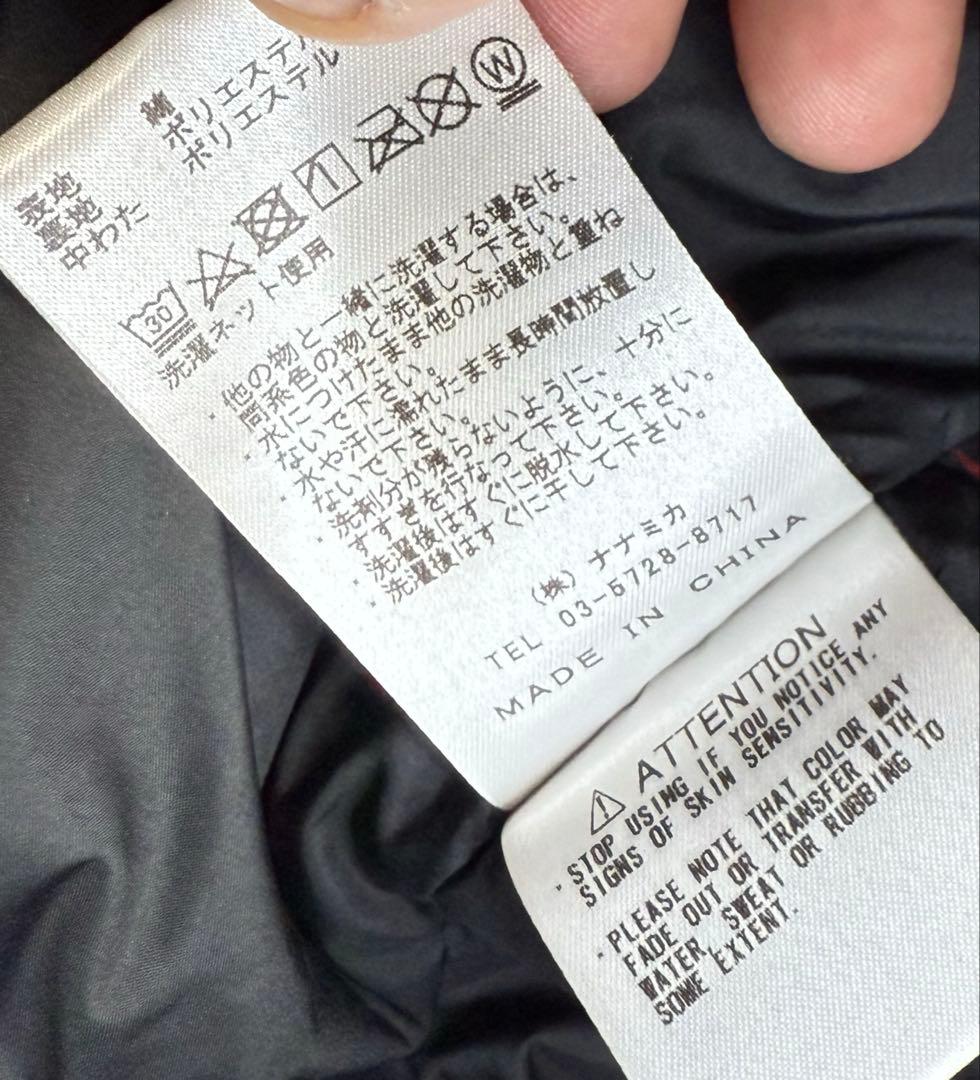 表地 綿
裏地 ポリエステル
中わた ポリエステル
30
W
洗濯ネット使用
・他の物と一緒に洗濯する場合は、
同系色の物と洗濯して下さい。
・水につけたまま他の洗濯物と重ね
ないで下さい。
・水や汗に濡れたまま長時間放置し
ないで下さい。
・洗剤分が残らないように、十分に
すすぎを行なって下さい。
・洗濯後はすぐに脱水して下さい。
・洗濯後はすぐに干して下さい。
(株) ナナミカ
TEL 03-5728-8717
MADE IN CHINA
ATTENTION
・STOP USING IF YOU NOTICE ANY
SIGNS OF SKIN SENSITIVITY.
・PLEASE NOTE THAT COLOR MAY
FADE OUT OR TRANSFER WITH
WATER, SWEAT OR RUBBING TO
SOME EXTENT.